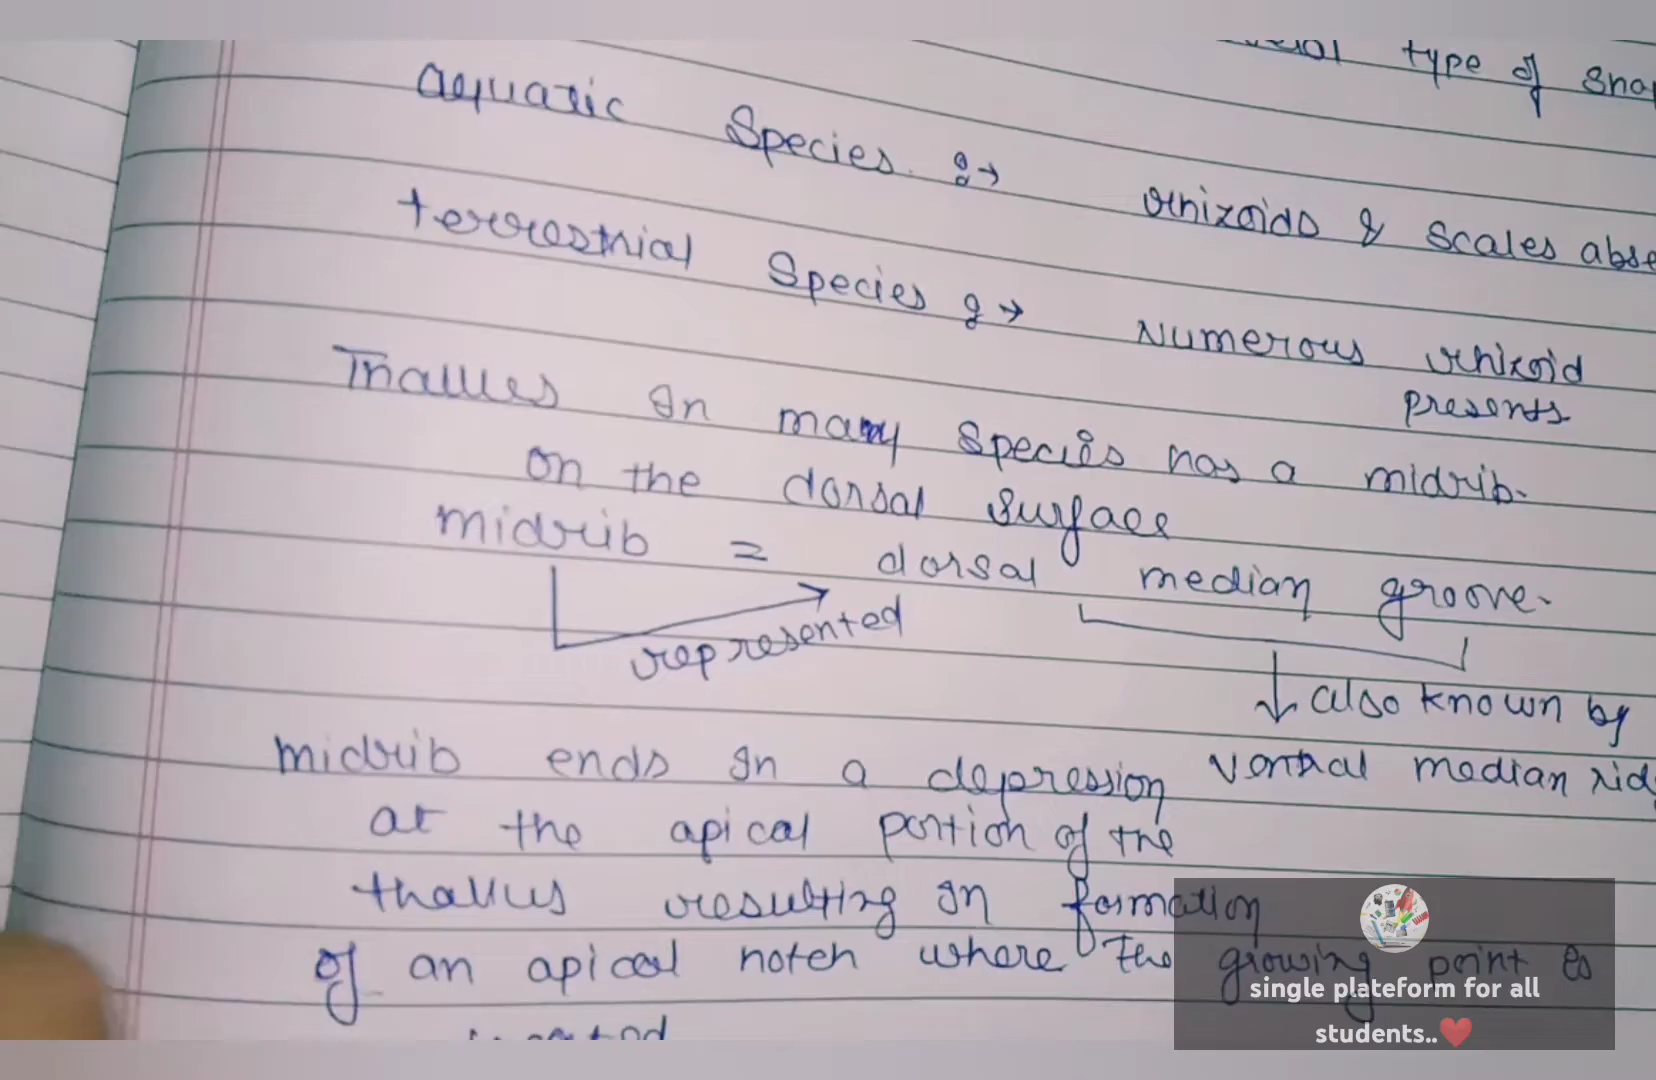 type of
aquatic Species :→ rhizoids & scales
terrestrial Species :→ Numerous rhizoid
presents
Thallus In many species has a midrib.
on the dorsal surface
midrib = dorsal median groove.
represented
also known by
ventral median
midrib ends In a depression
at the apical portion of the
thallus resulting In formation
of an apical notch where the growing point is
single plateform for all
students..❤️